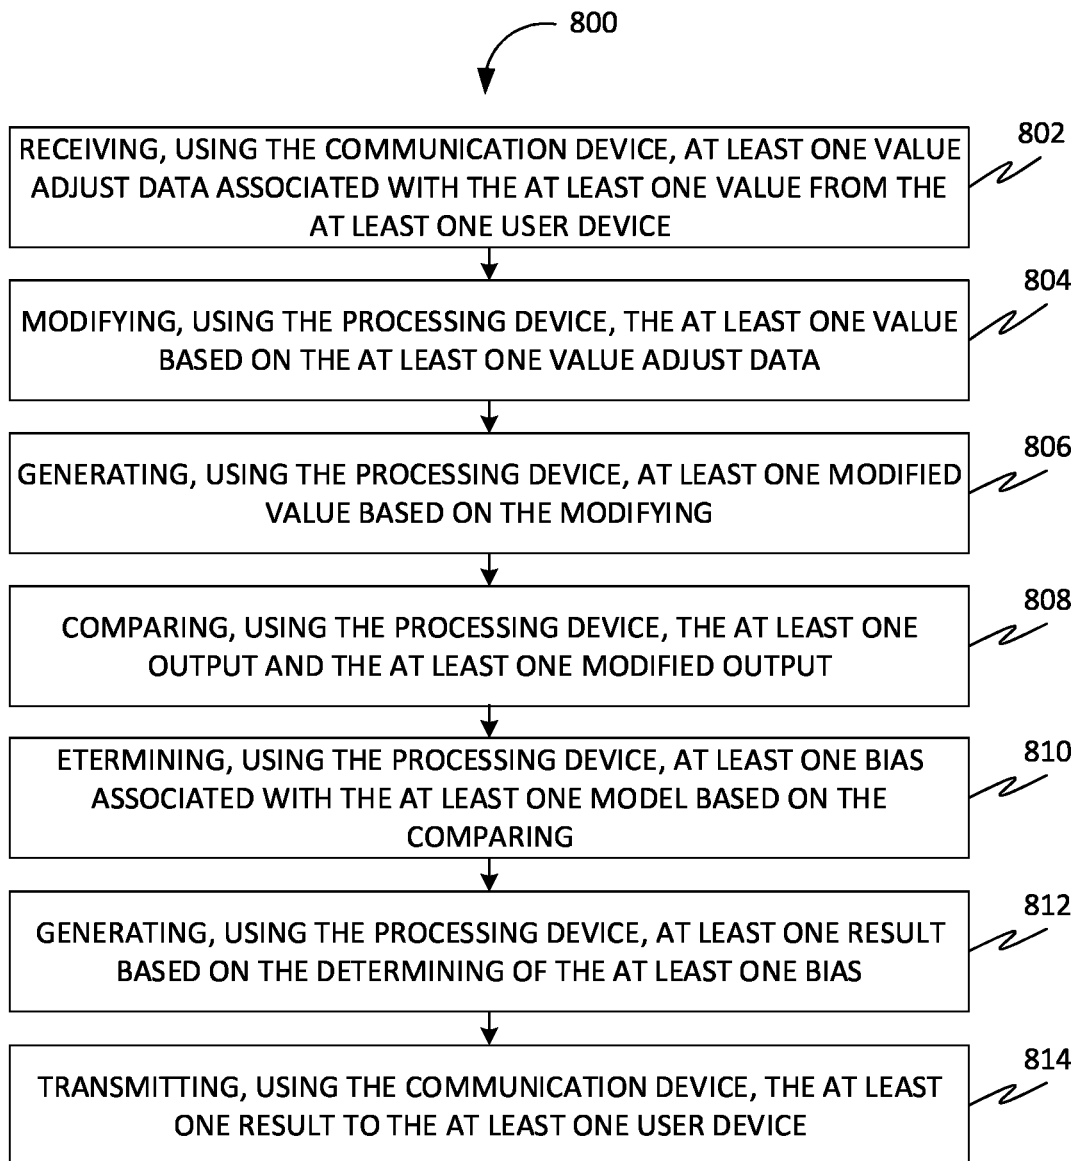 800
RECEIVING, USING THE COMMUNICATION DEVICE, AT LEAST ONE VALUE
ADJUST DATA ASSOCIATED WITH THE AT LEAST ONE VALUE FROM THE
AT LEAST ONE USER DEVICE
802
MODIFYING, USING THE PROCESSING DEVICE, THE AT LEAST ONE VALUE
BASED ON THE AT LEAST ONE VALUE ADJUST DATA
804
GENERATING, USING THE PROCESSING DEVICE, AT LEAST ONE MODIFIED
VALUE BASED ON THE MODIFYING
806
COMPARING, USING THE PROCESSING DEVICE, THE AT LEAST ONE
OUTPUT AND THE AT LEAST ONE MODIFIED OUTPUT
808
ETERMINING, USING THE PROCESSING DEVICE, AT LEAST ONE BIAS
ASSOCIATED WITH THE AT LEAST ONE MODEL BASED ON THE
COMPARING
810
GENERATING, USING THE PROCESSING DEVICE, AT LEAST ONE RESULT
BASED ON THE DETERMINING OF THE AT LEAST ONE BIAS
812
TRANSMITTING, USING THE COMMUNICATION DEVICE, THE AT LEAST
ONE RESULT TO THE AT LEAST ONE USER DEVICE
814